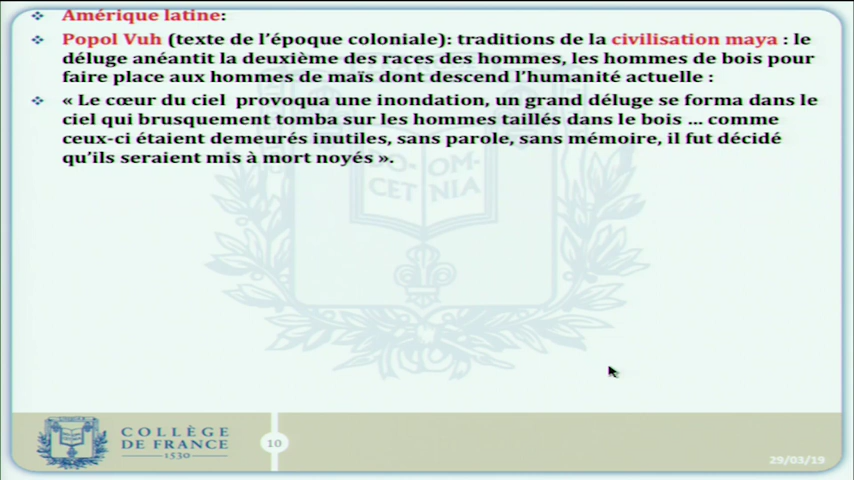 Amérique latine:
Popol Vuh (texte de l'époque coloniale): traditions de la civilisation maya : le
déluge anéantit la deuxième des races des hommes, les hommes de bois pour
faire place aux hommes de maïs dont descend l'humanité actuelle :
« Le cœur du ciel provoqua une inondation, un grand déluge se forma dans le
ciel qui brusquement tomba sur les hommes taillés dans le bois ... comme
ceux-ci étaient demeurés inutiles, sans parole, sans mémoire, il fut décidé
qu'ils seraient mis à mort noyés ».
DO- OM-
CET NIA
COLLÈGE
DE FRANCE
1530
10
29/03/19